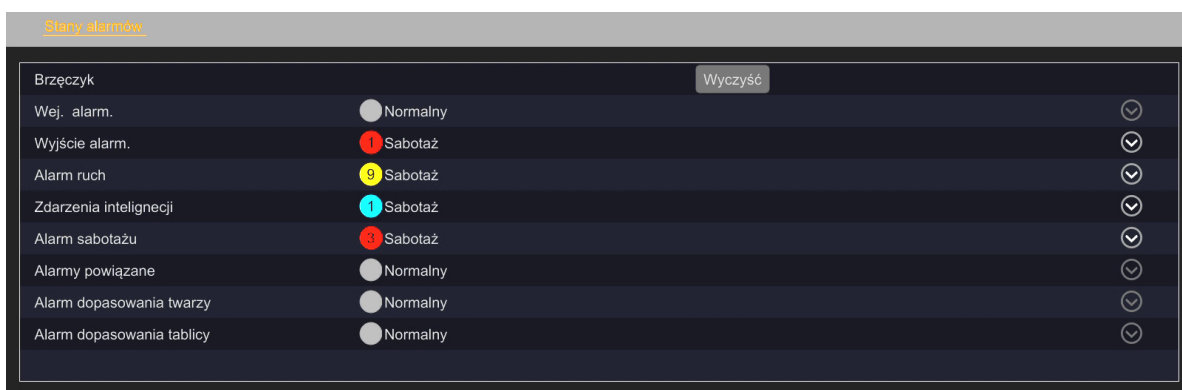 Stany alarmów
Brzęczyk Wyczyść
Wej. alarm. Normalny
Wyjście alarm. 1 Sabotaż
Alarm ruch 9 Sabotaż
Zdarzenia intelignecji 1 Sabotaż
Alarm sabotażu 3 Sabotaż
Alarmy powiązane Normalny
Alarm dopasowania twarzy Normalny
Alarm dopasowania tablicy Normalny